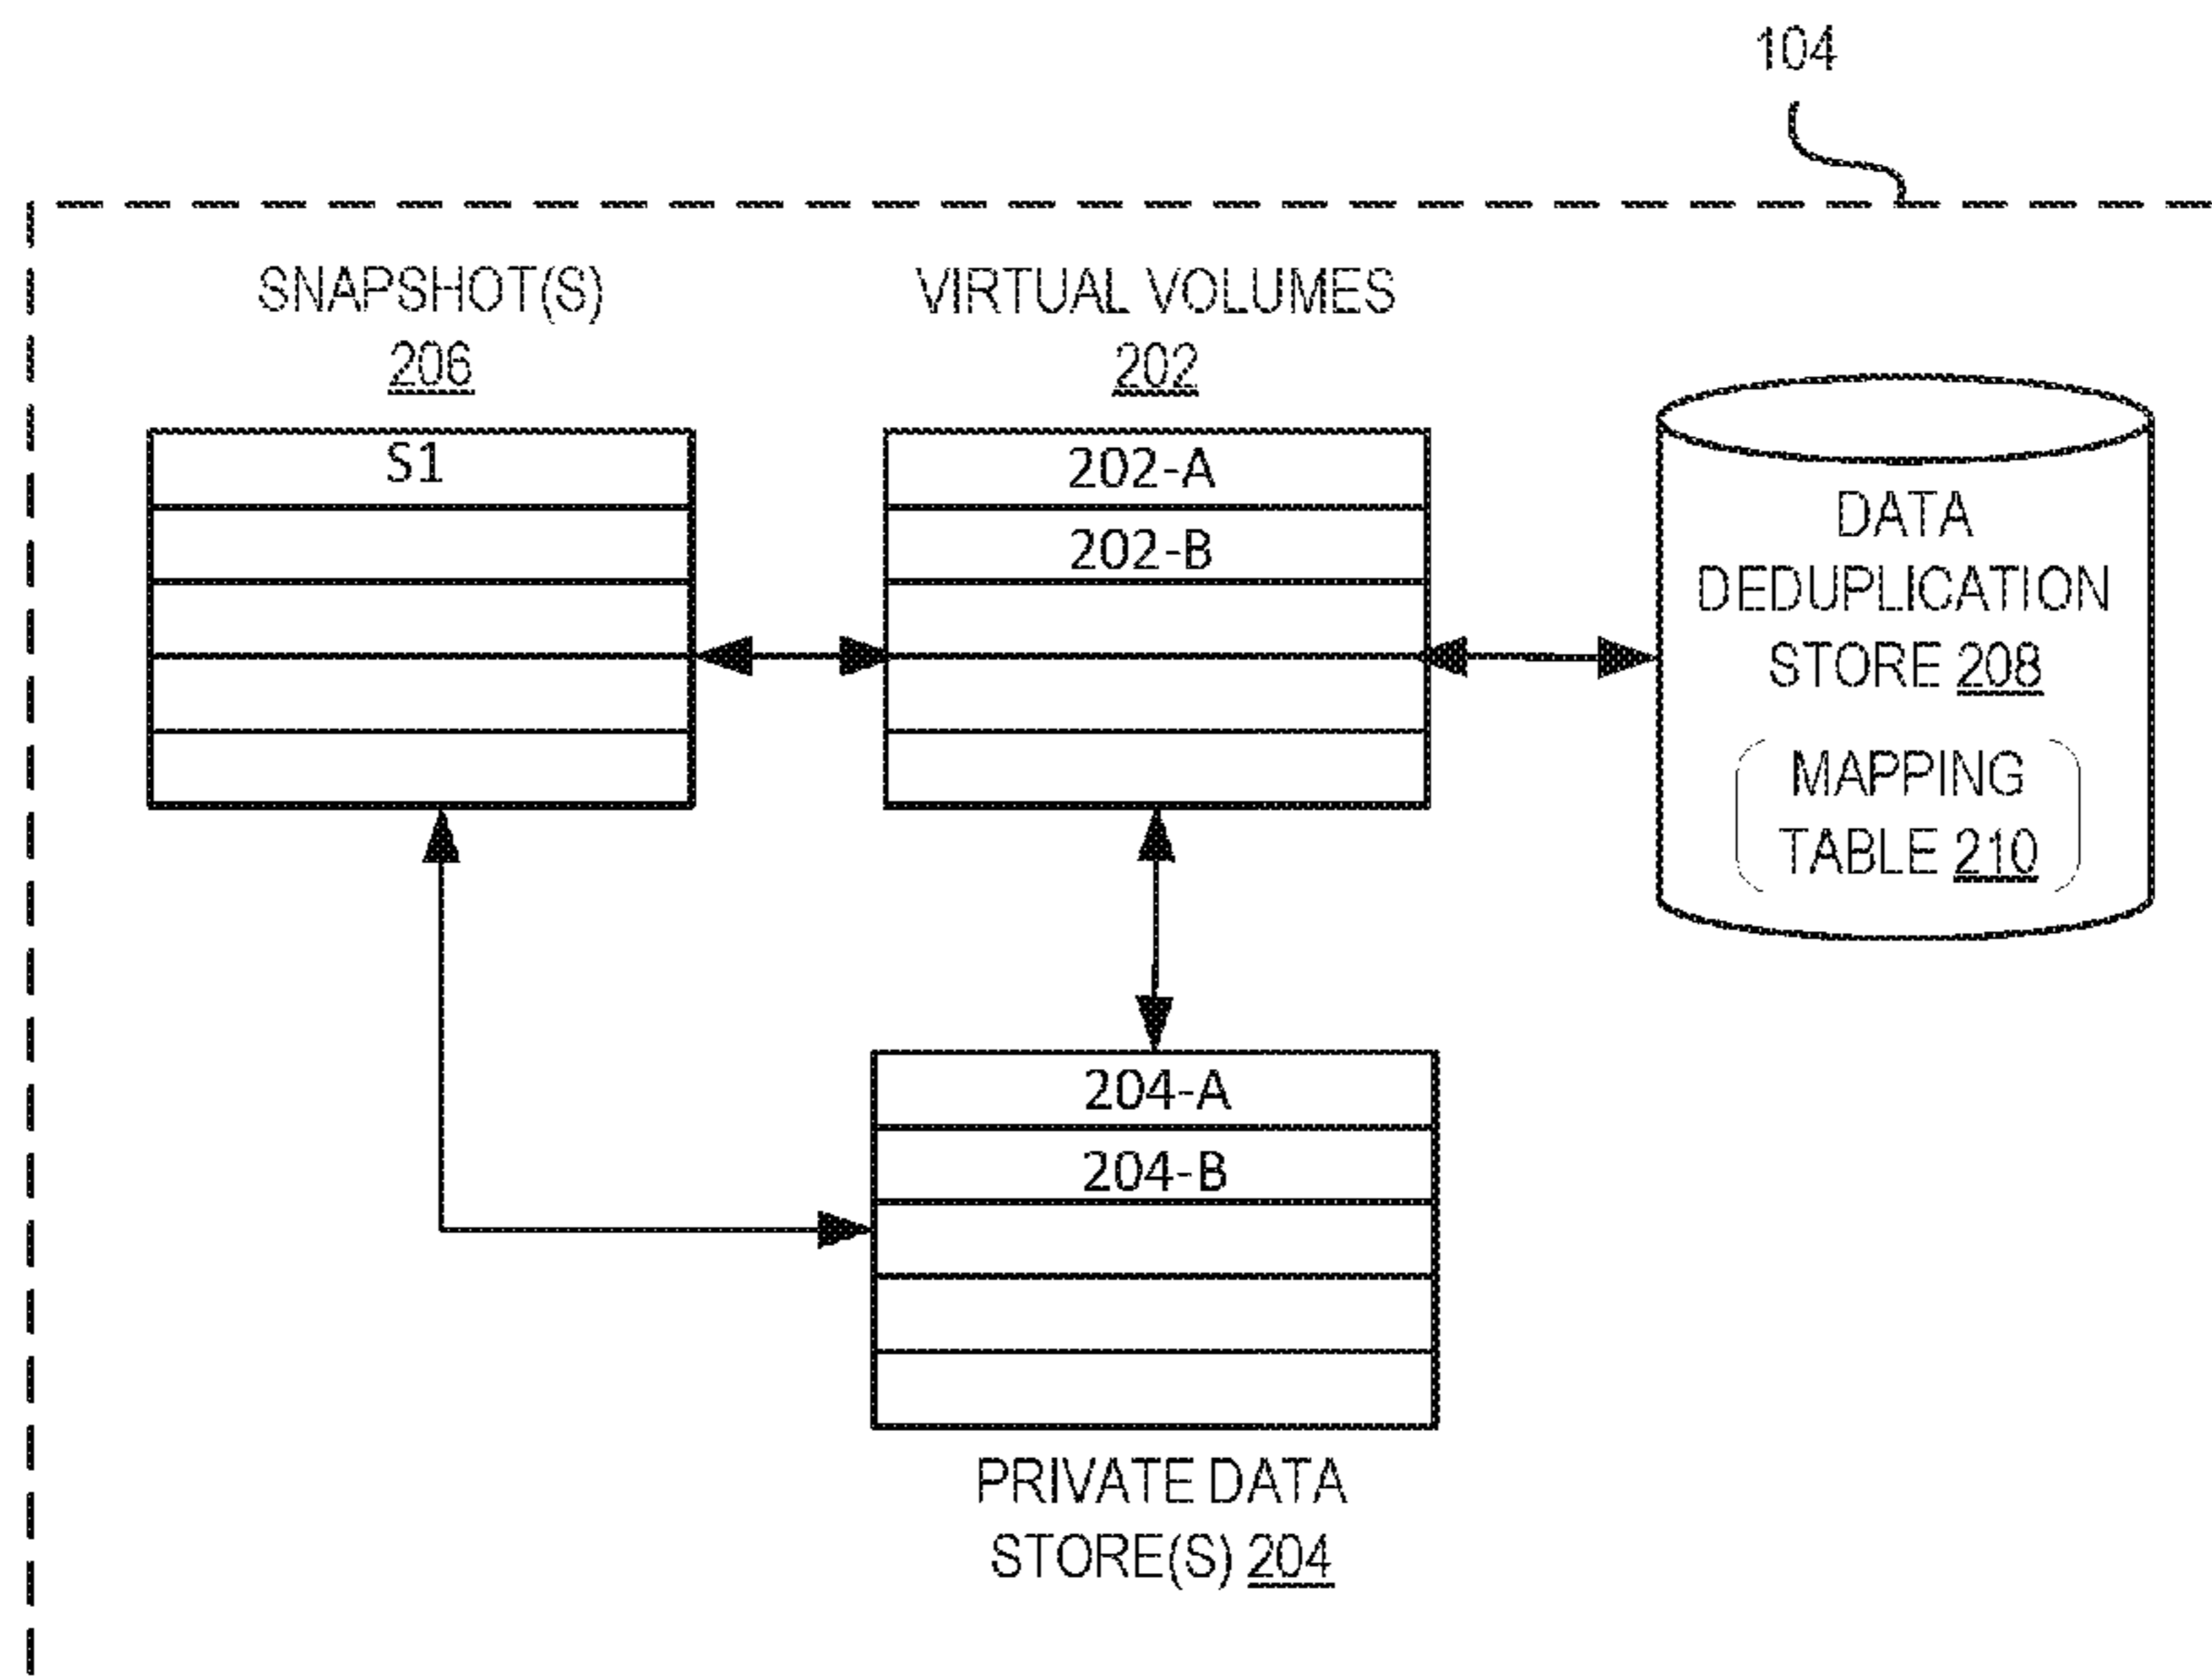 104
SNAPSHOT(S)
206
VIRTUAL VOLUMES
202
S1
202-A
202-B
DATA
DEDUPLICATION
STORE 208
MAPPING
TABLE 210
204-A
204-B
PRIVATE DATA
STORE(S) 204